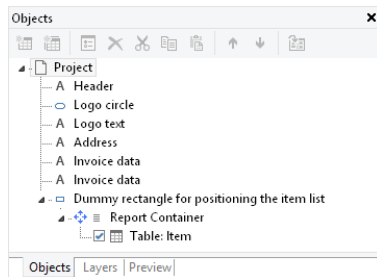 Objects
Project
A Header
Logo circle
A Logo text
A Address
A Invoice data
A Invoice data
Dummy rectangle for positioning the item list
Report Container
Table: Item
Objects Layers Preview